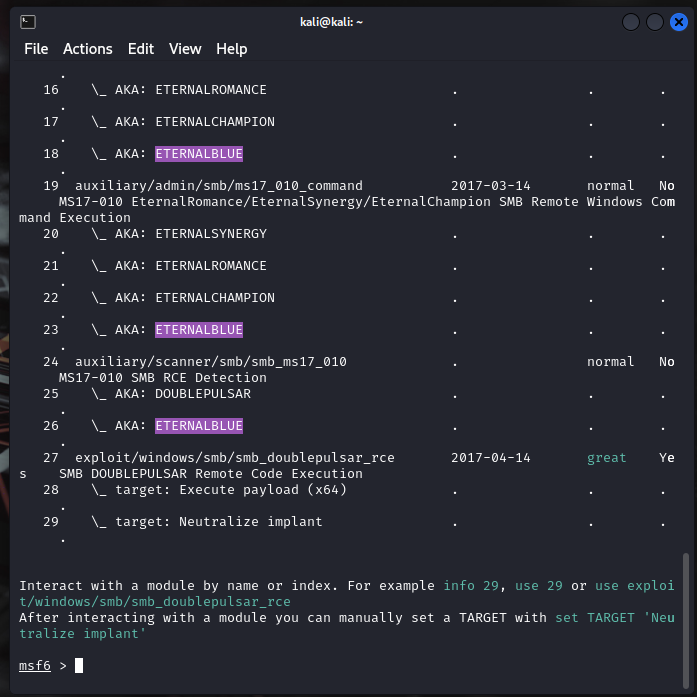 kali@kali: ~
File Actions Edit View Help
.
16 \_ AKA: ETERNALROMANCE . . .
.
17 \_ AKA: ETERNALCHAMPION . . .
.
18 \_ AKA: ETERNALBLUE . . .
.
19 auxiliary/admin/smb/ms17_010_command 2017-03-14 normal No
MS17-010 EternalRomance/EternalSynergy/EternalChampion SMB Remote Windows Com
mand Execution
20 \_ AKA: ETERNALSYNERGY . . .
.
21 \_ AKA: ETERNALROMANCE . . .
.
22 \_ AKA: ETERNALCHAMPION . . .
.
23 \_ AKA: ETERNALBLUE . . .
.
24 auxiliary/scanner/smb/smb_ms17_010 . normal No
MS17-010 SMB RCE Detection
25 \_ AKA: DOUBLEPULSAR . . .
.
26 \_ AKA: ETERNALBLUE . . .
.
27 exploit/windows/smb/smb_doublepulsar_rce 2017-04-14 great Ye
s SMB DOUBLEPULSAR Remote Code Execution
28 \_ target: Execute payload (x64) . . .
.
29 \_ target: Neutralize implant . . .
.
Interact with a module by name or index. For example info 29, use 29 or use exploi
t/windows/smb/smb_doublepulsar_rce
After interacting with a module you can manually set a TARGET with set TARGET 'Neu
tralize implant'
msf6 >